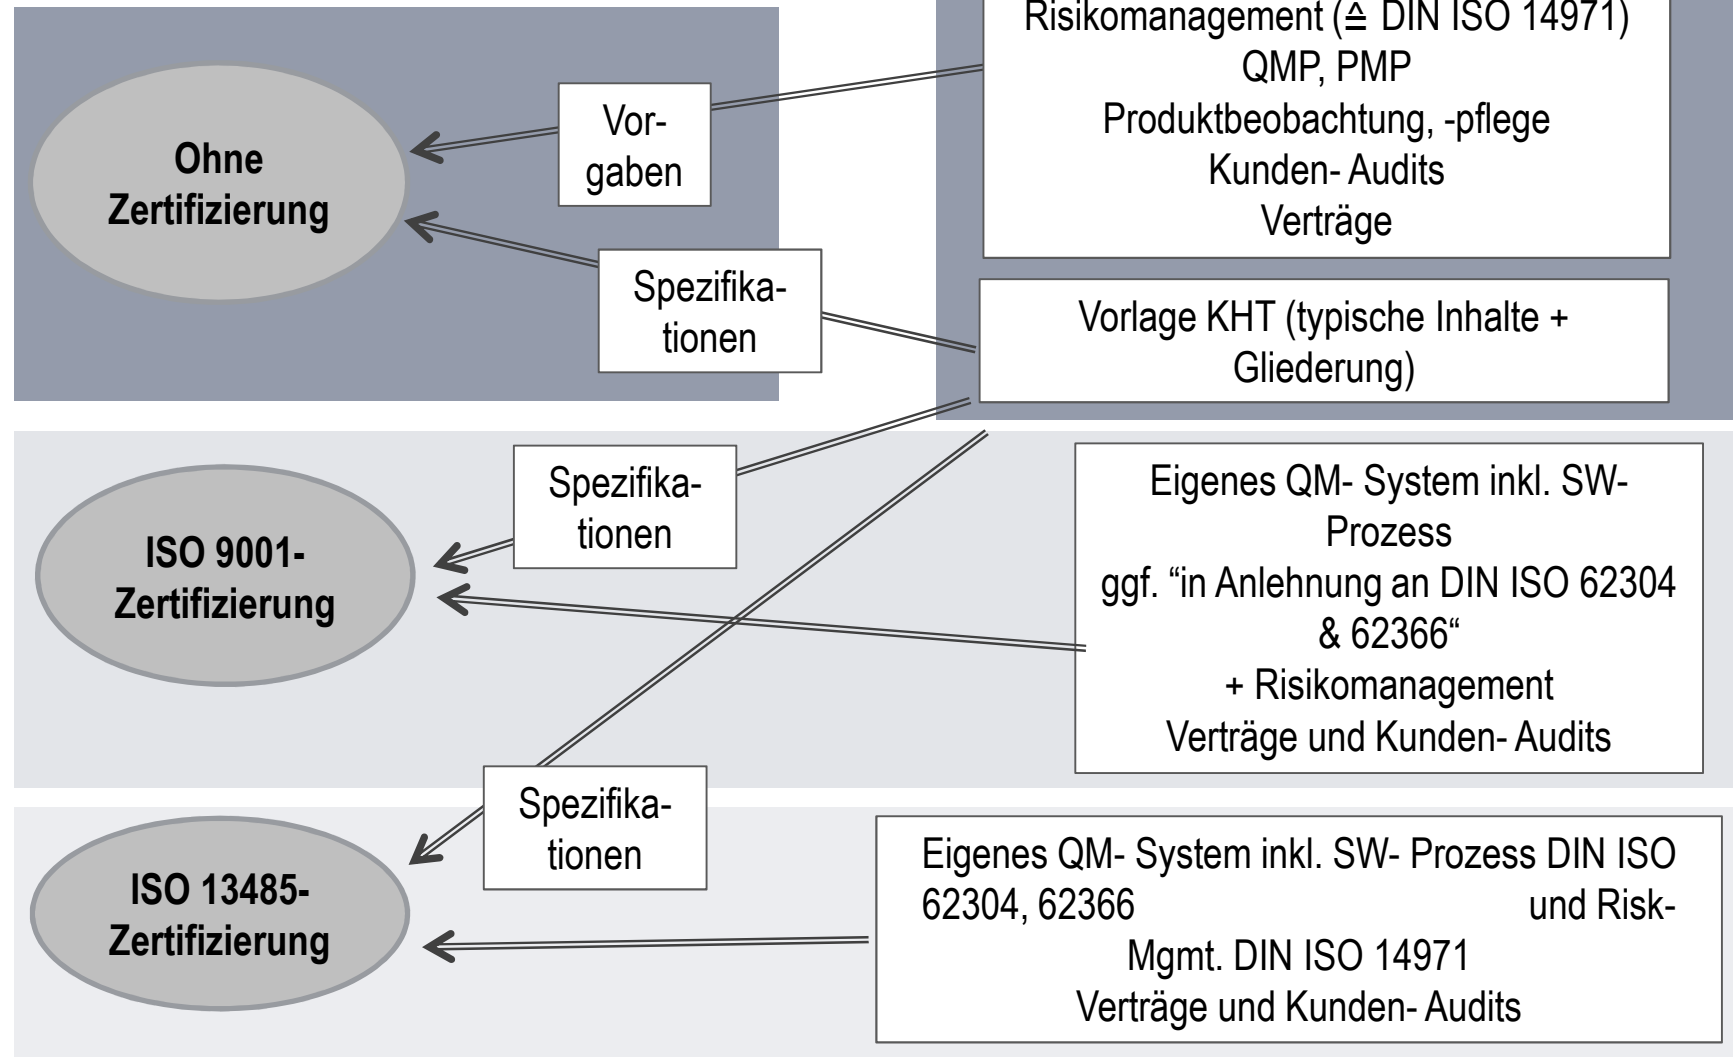 Risikomanagement (≙ DIN ISO 14971)
QMP, PMP
Produktbeobachtung, -pflege
Kunden- Audits
Verträge
Vor-
gaben
Ohne
Zertifizierung
Spezifika-
tionen
Vorlage KHT (typische Inhalte +
Gliederung)
Spezifika-
tionen
ISO 9001-
Zertifizierung
Eigenes QM- System inkl. SW-
Prozess
ggf. “in Anlehnung an DIN ISO 62304
& 62366“
+ Risikomanagement
Verträge und Kunden- Audits
Spezifika-
tionen
ISO 13485-
Zertifizierung
Eigenes QM- System inkl. SW- Prozess DIN ISO
62304, 62366 und Risk-
Mgmt. DIN ISO 14971
Verträge und Kunden- Audits